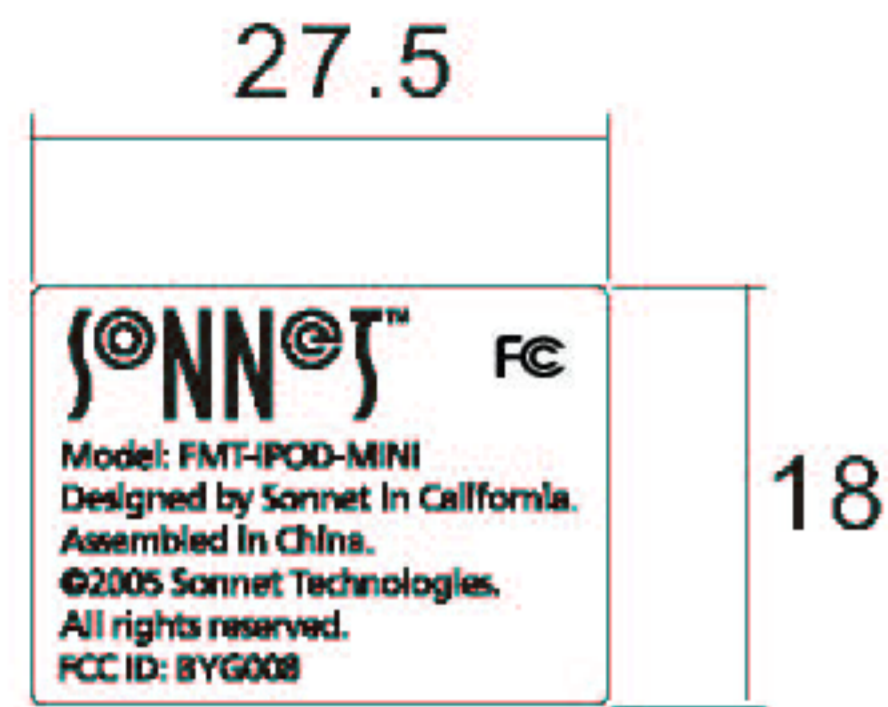 27.5
SONNeT™ FC
Model: FMT-IPOD-MINI
Designed by Sonnet in California.
Assembled in China.
©2005 Sonnet Technologies.
All rights reserved.
FCC ID: BYG008
18